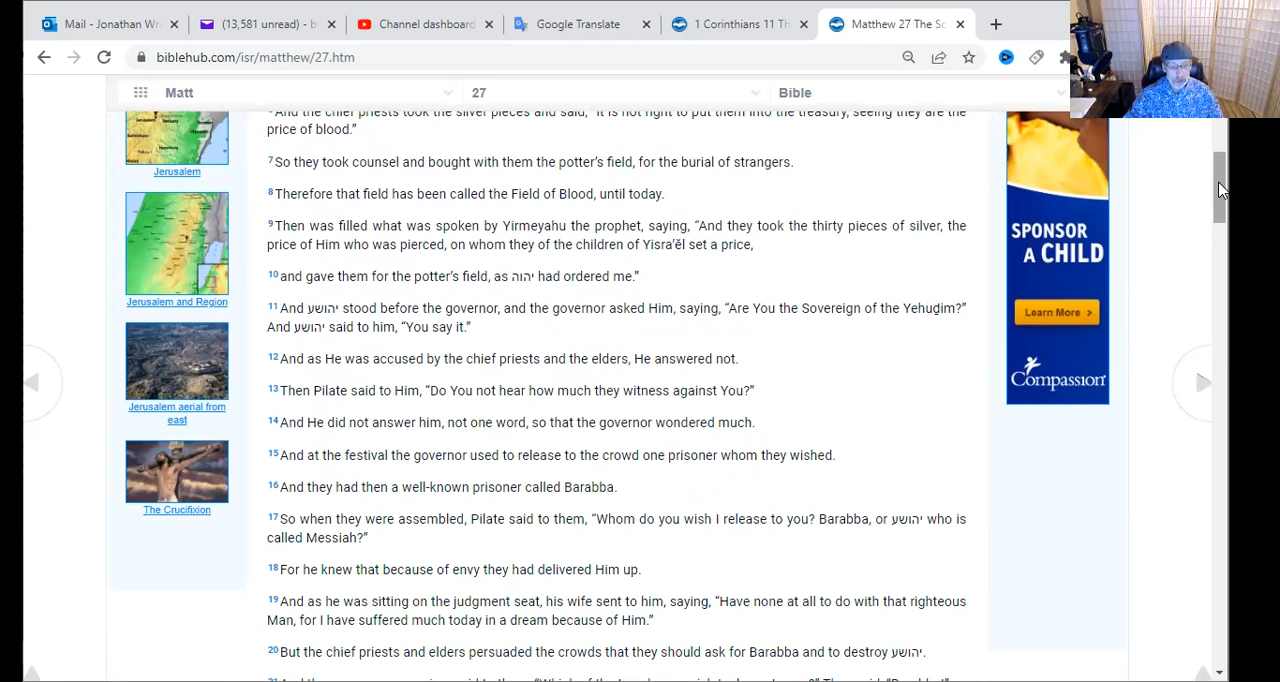 Mail - Jonathan Wr
(13,581 unread) - b
Channel dashboard
Google Translate
1 Corinthians 11 Th
Matthew 27 The Sc
biblehub.com/isr/matthew/27.htm
Matt
27
Bible
And the chief priests took the silver pieces and said, “It is not right to put them into the treasury, seeing they are the
price of blood.”
7 So they took counsel and bought with them the potter’s field, for the burial of strangers.
8 Therefore that field has been called the Field of Blood, until today.
9 Then was filled what was spoken by Yirmeyahu the prophet, saying, “And they took the thirty pieces of silver, the
price of Him who was pierced, on whom they of the children of Yisra’ĕl set a price,
10 and gave them for the potter’s field, as יהוה had ordered me.”
11 And יהושע stood before the governor, and the governor asked Him, saying, “Are You the Sovereign of the Yehuḏim?”
And יהושע said to him, “You say it.”
12 And as He was accused by the chief priests and the elders, He answered not.
13 Then Pilate said to Him, “Do You not hear how much they witness against You?”
14 And He did not answer him, not one word, so that the governor wondered much.
15 And at the festival the governor used to release to the crowd one prisoner whom they wished.
16 And they had then a well-known prisoner called Barabba.
17 So when they were assembled, Pilate said to them, “Whom do you wish I release to you? Barabba, or יהושע who is
called Messiah?”
18 For he knew that because of envy they had delivered Him up.
19 And as he was sitting on the judgment seat, his wife sent to him, saying, “Have none at all to do with that righteous
Man, for I have suffered much today in a dream because of Him.”
20 But the chief priests and elders persuaded the crowds that they should ask for Barabba and to destroy יהושע.
Jerusalem
Jerusalem and Region
Jerusalem aerial from
east
The Crucifixion
SPONSOR
A CHILD
Learn More >
Compassion